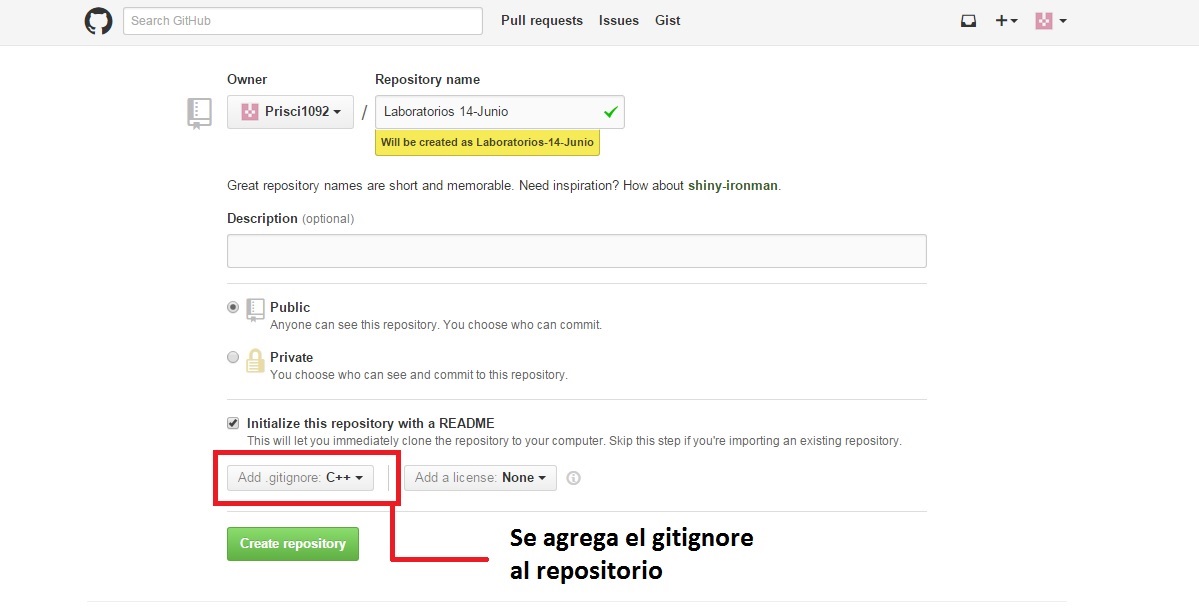 Search GitHub
Pull requests Issues Gist
Owner
Repository name
Prisci1092 / Laboratorios 14-Junio
Will be created as Laboratorios-14-Junio
Great repository names are short and memorable. Need inspiration? How about shiny-ironman.
Description (optional)
Public
Anyone can see this repository. You choose who can commit.
Private
You choose who can see and commit to this repository.
Initialize this repository with a README
This will let you immediately clone the repository to your computer. Skip this step if you're importing an existing repository.
Add .gitignore: C++ Add a license: None
Create repository
Se agrega el gitignore
al repositorio